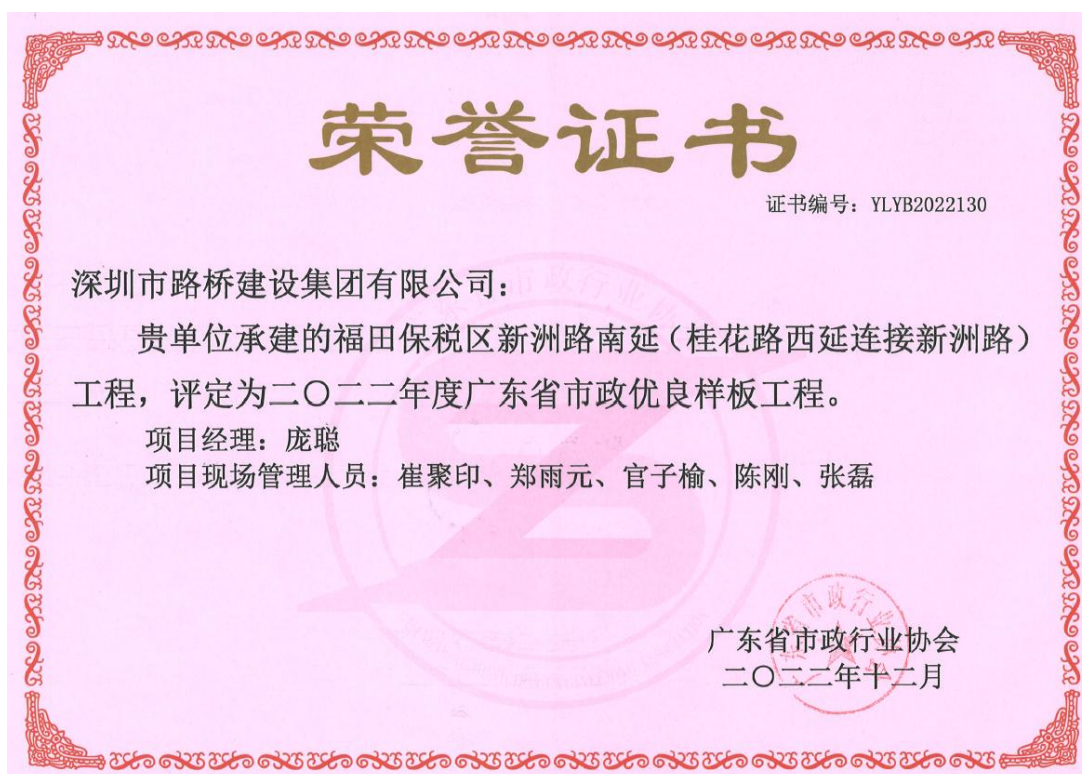 荣誉证书
证书编号：YLYB2022130
深圳市路桥建设集团有限公司：
贵单位承建的福田保税区新洲路南延（桂花路西延连接新洲路）
工程，评定为二〇二二年度广东省市政优良样板工程。
项目经理：庞聪
项目现场管理人员：崔聚印、郑雨元、官子榆、陈刚、张磊
广东省市政行业协会
二〇二二年十二月